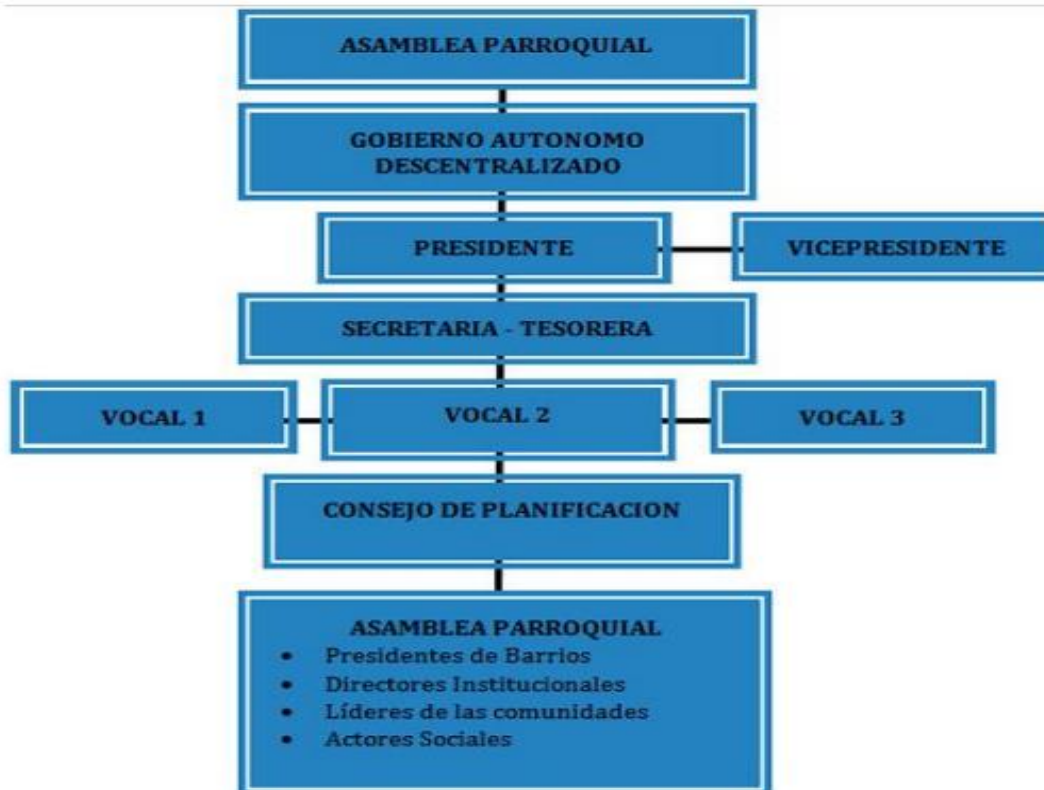 ASAMBLEA PARROQUIAL
GOBIERNO AUTONOMO
DESCENTRALIZADO
PRESIDENTE
VICEPRESIDENTE
SECRETARIA - TESORERA
VOCAL 1
VOCAL 2
VOCAL 3
CONSEJO DE PLANIFICACION
ASAMBLEA PARROQUIAL
• Presidentes de Barrios
• Directores Institucionales
• Líderes de las comunidades
• Actores Sociales